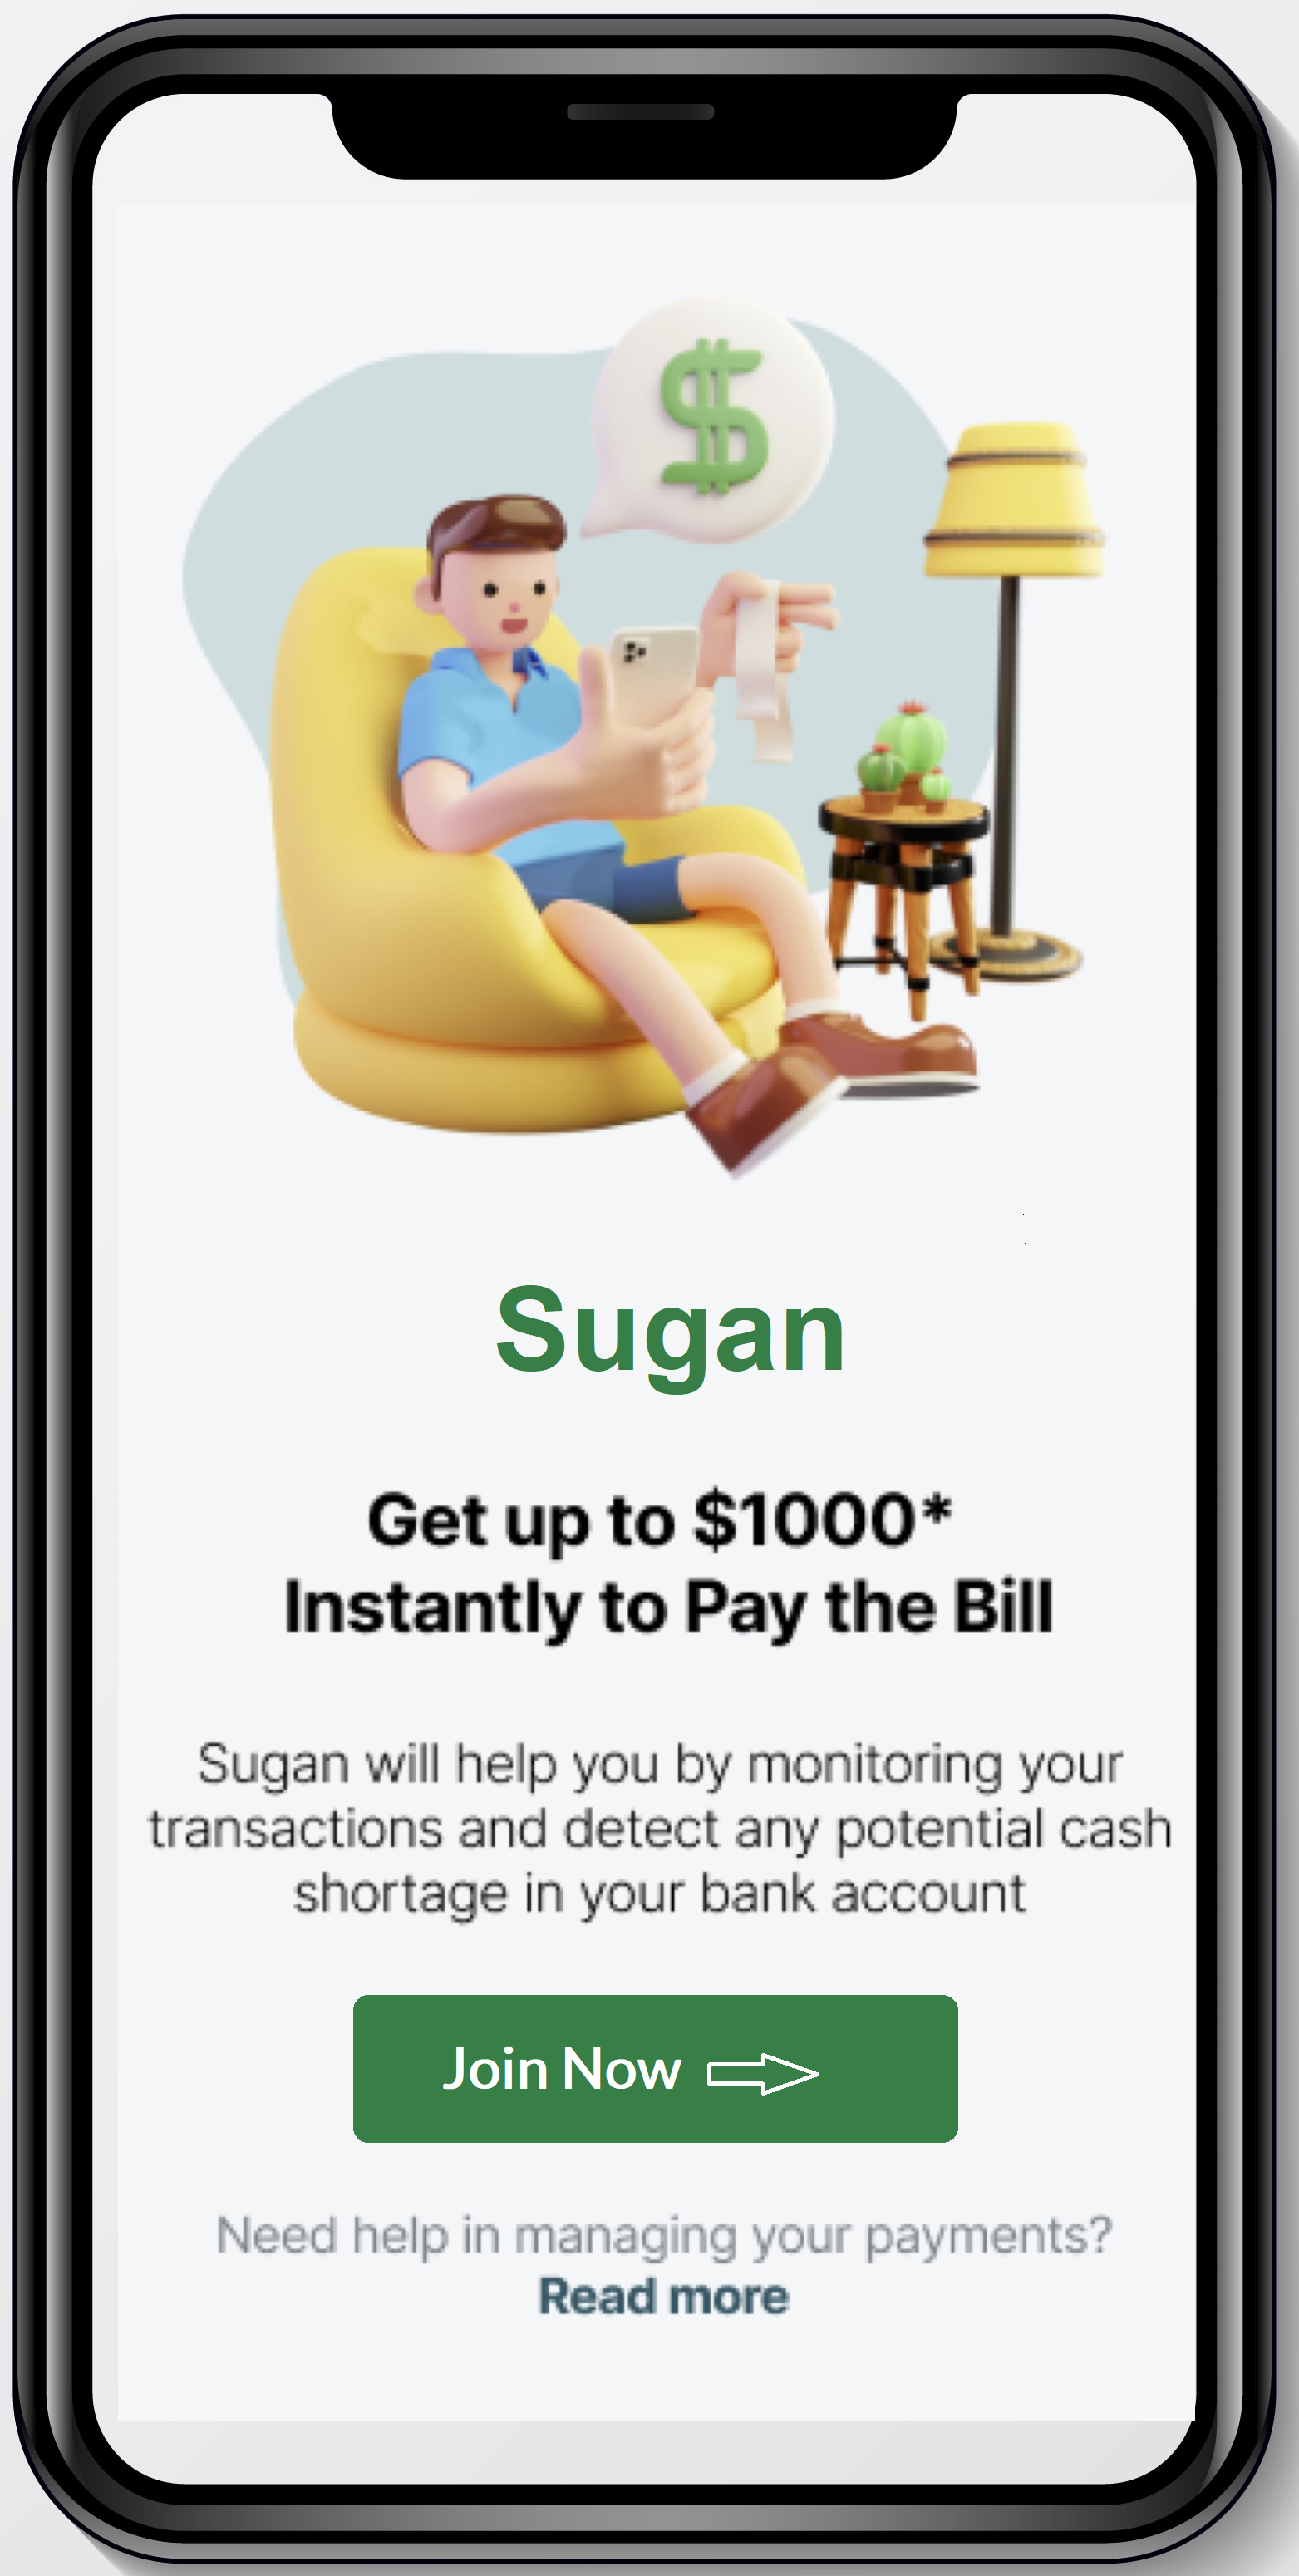 $
Sugan
Get up to $1000*
Instantly to Pay the Bill
Sugan will help you by monitoring your
transactions and detect any potential cash
shortage in your bank account
Join Now
Need help in managing your payments?
Read more